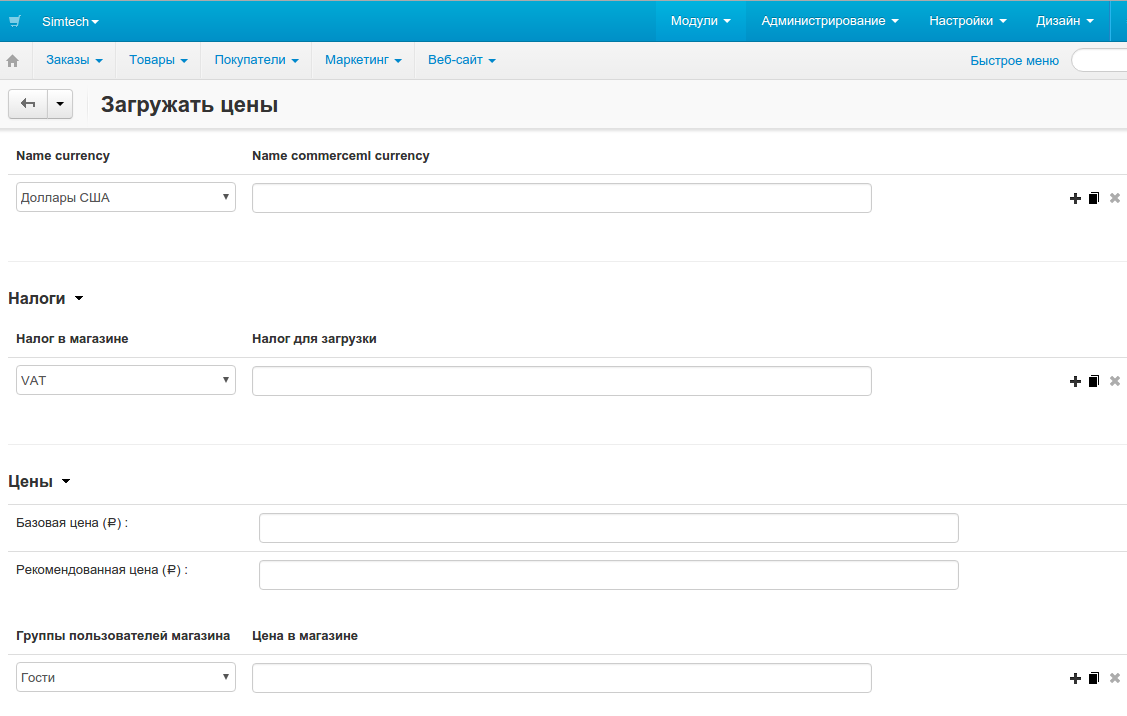 Simtech Модули Администрирование Настройки Дизайн
Заказы Товары Покупатели Маркетинг Веб-сайт Быстрое меню
Загружать цены
Name currency Name commerceml currency
Доллары США
Налоги
Налог в магазине Налог для загрузки
VAT
Цены
Базовая цена (₽) :
Рекомендованная цена (₽) :
Группы пользователей магазина Цена в магазине
Гости